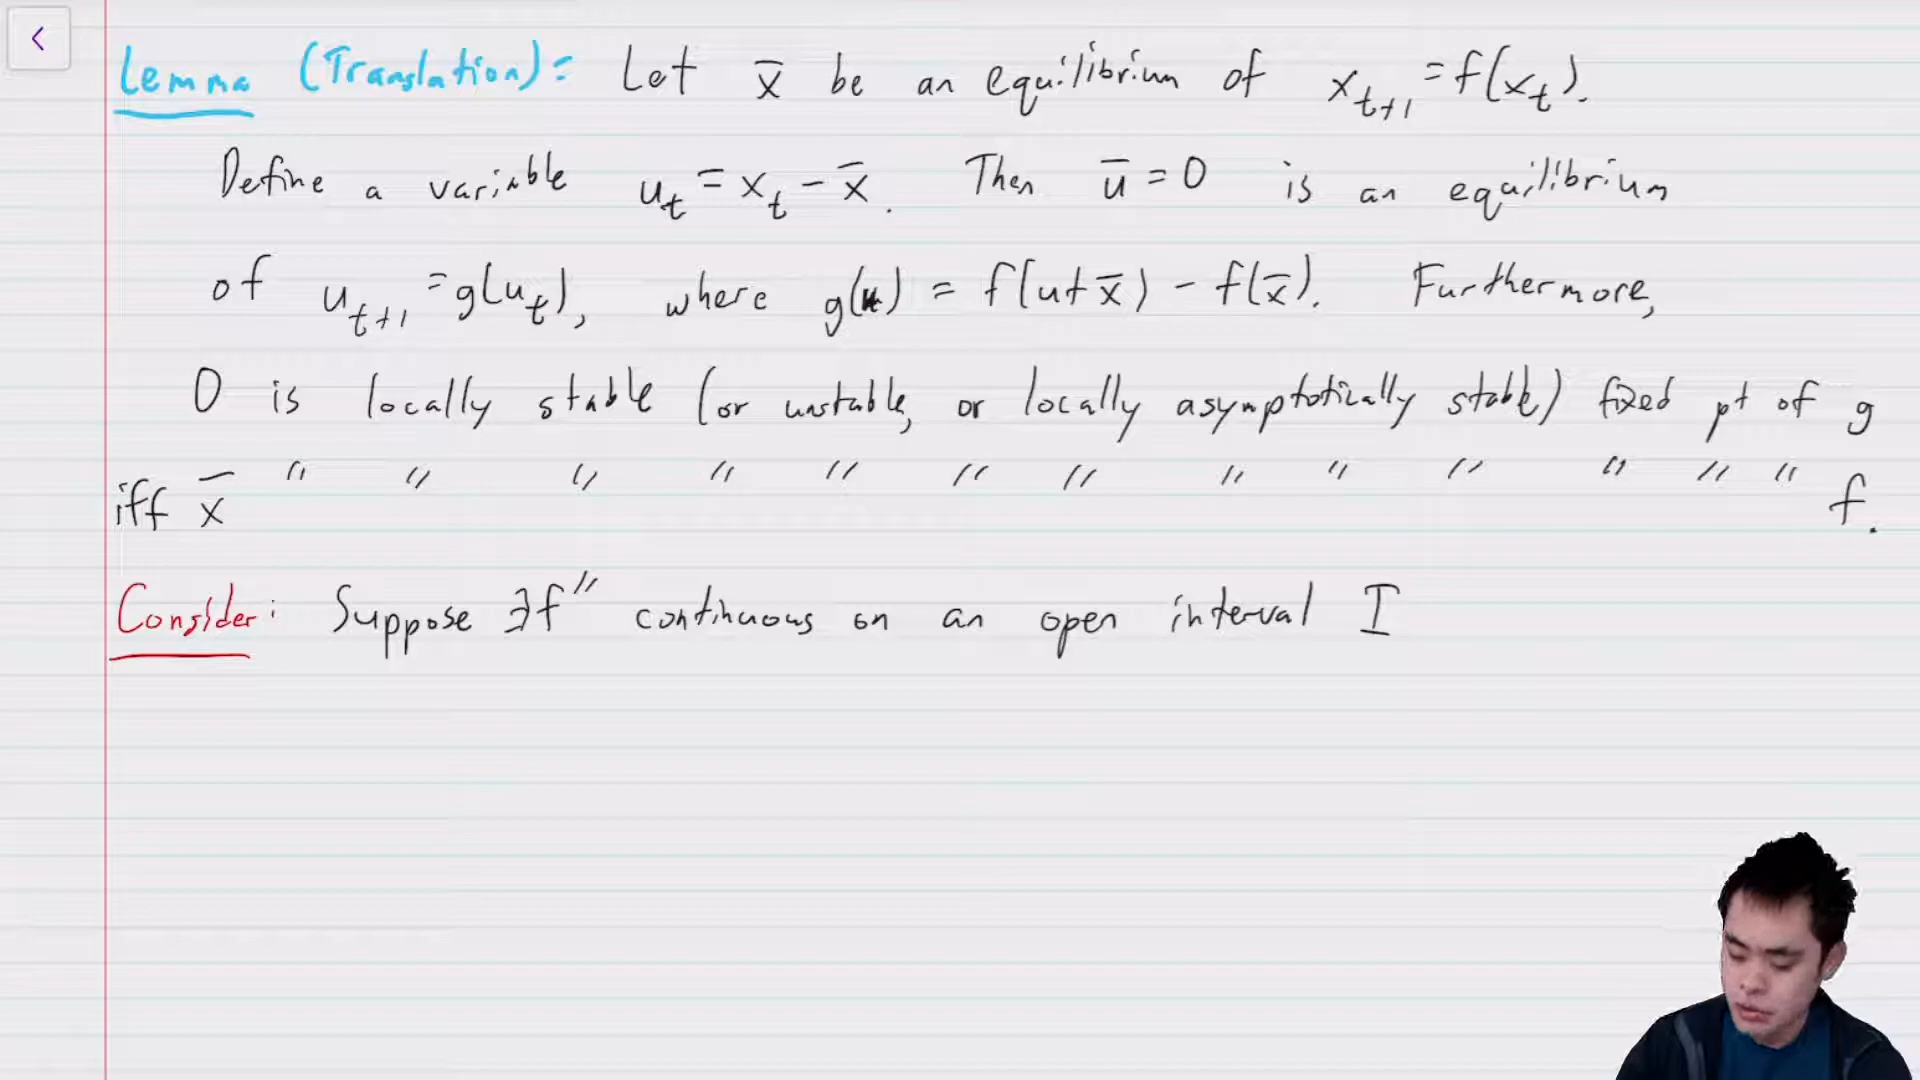 Lemma (Translation): Let x̄ be an equilibrium of x_{t+1} = f(x_t).
Define a variable u_t = x_t - x̄. Then ū = 0 is an equilibrium
of u_{t+1} = g(u_t), where g(u) = f(u + x̄) - f(x̄). Furthermore,
0 is locally stable (or unstable, or locally asymptotically stable) fixed pt of g
iff x̄ " " " " " " " " " " " " " f.
Consider: Suppose ∃f'' continuous on an open interval I